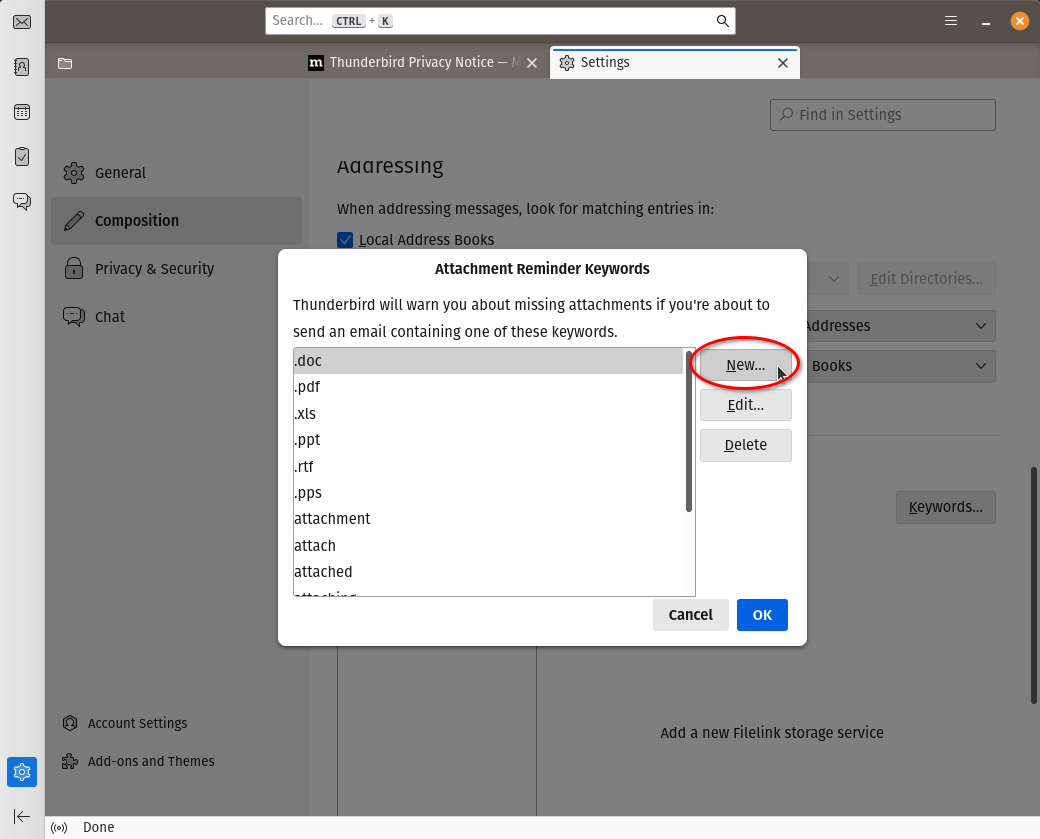 Search... CTRL + K
Thunderbird Privacy Notice — M
Settings
Find in Settings
General
Composition
Privacy & Security
Chat
Account Settings
Add-ons and Themes
Addressing
When addressing messages, look for matching entries in:
Local Address Books
Edit Directories...
Addresses
Books
Keywords...
Add a new Filelink storage service
Attachment Reminder Keywords
Thunderbird will warn you about missing attachments if you're about to
send an email containing one of these keywords.
.doc
.pdf
.xls
.ppt
.rtf
.pps
attachment
attach
attached
attaching
New...
Edit...
Delete
Cancel
OK
Done